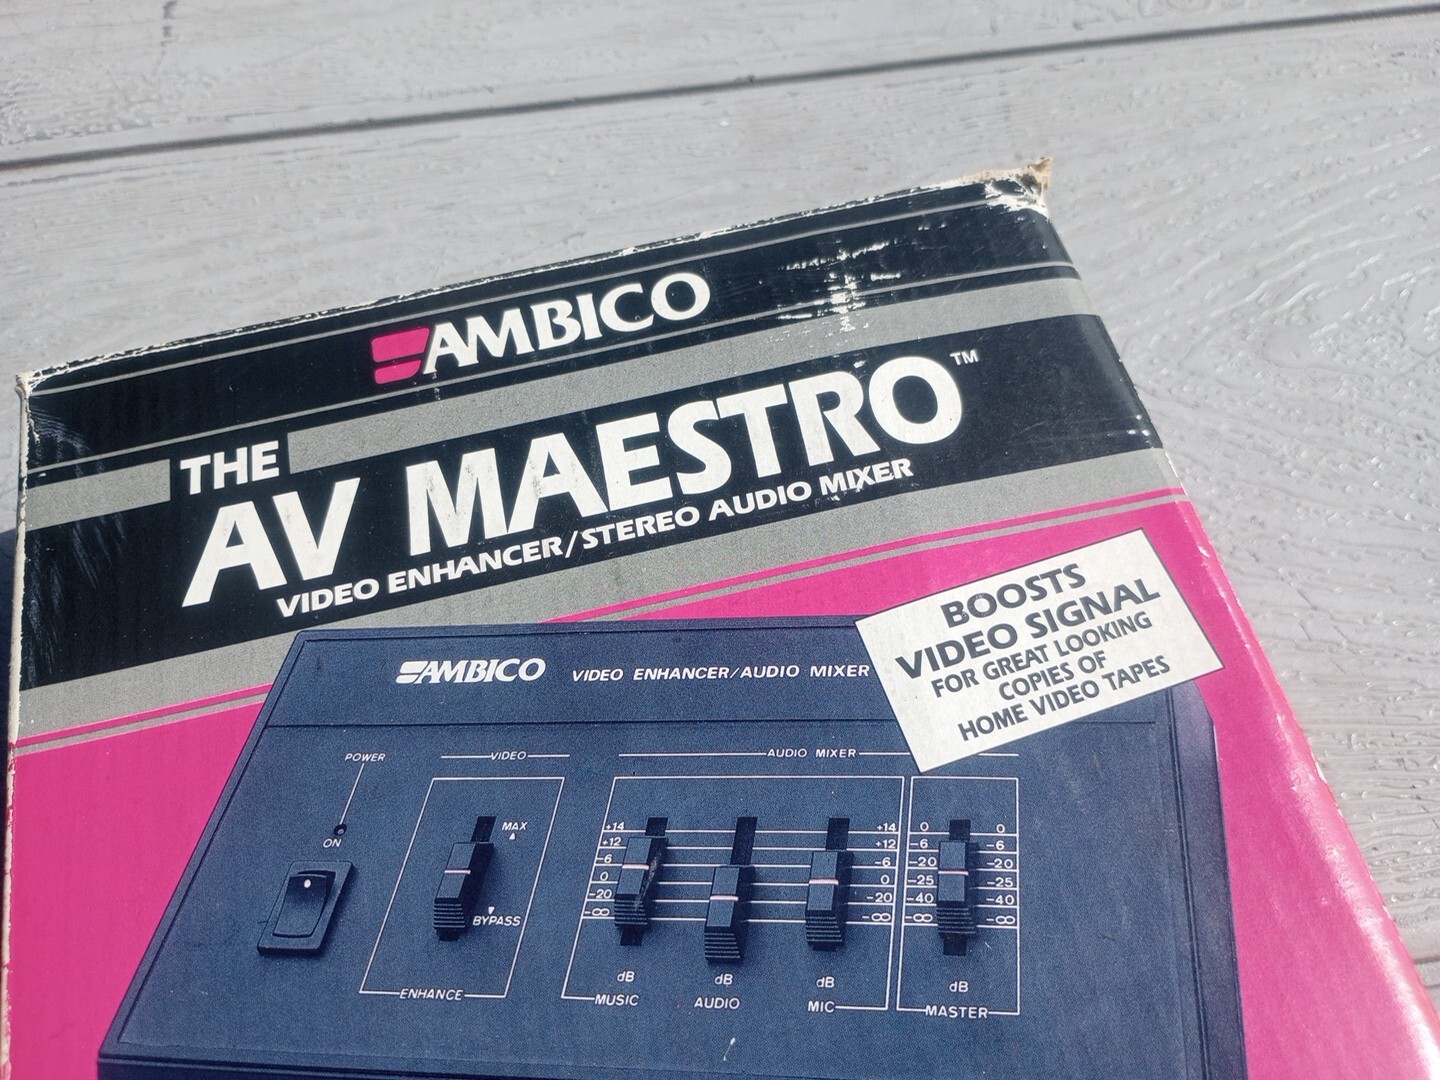 AMBICO
THE
AV MAESTRO™
VIDEO ENHANCER/STEREO AUDIO MIXER
BOOSTS
VIDEO SIGNAL
FOR GREAT LOOKING
COPIES OF
HOME VIDEO TAPES
AMBICO VIDEO ENHANCER/AUDIO MIXER
POWER
ON
VIDEO
MAX
BYPASS
ENHANCE
AUDIO MIXER
+14 +14
+12 +12
-6 -6
0 0
-20 -20
-∞ -∞
dB dB dB
MUSIC AUDIO MIC
0 0
-6 -6
-20 -20
-25 -25
-40 -40
-∞ -∞
dB
MASTER